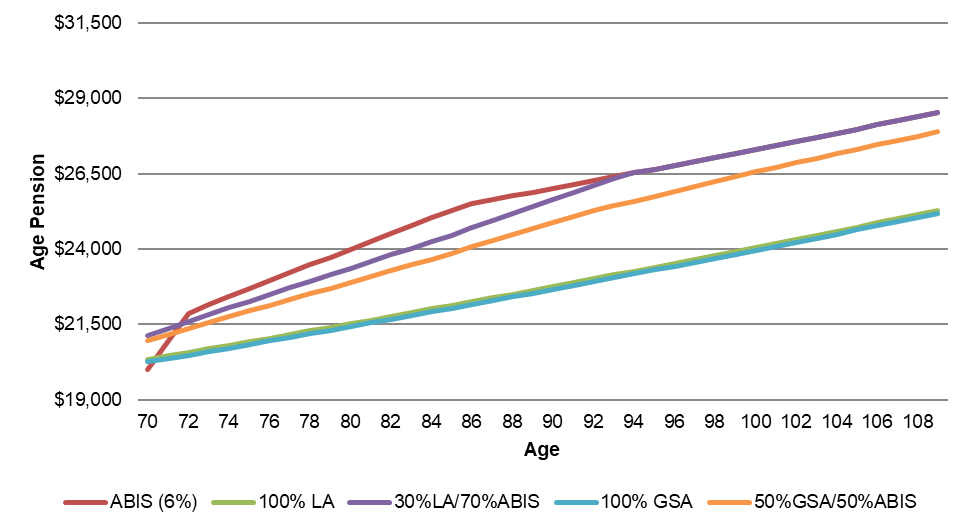 $31,500
$29,000
$26,500
$24,000
$21,500
$19,000
Age Pension
70 72 74 76 78 80 82 84 86 88 90 92 94 96 98 100 102 104 106 108
Age
ABIS (6%) 100% LA 30%LA/70%ABIS 100% GSA 50%GSA/50%ABIS